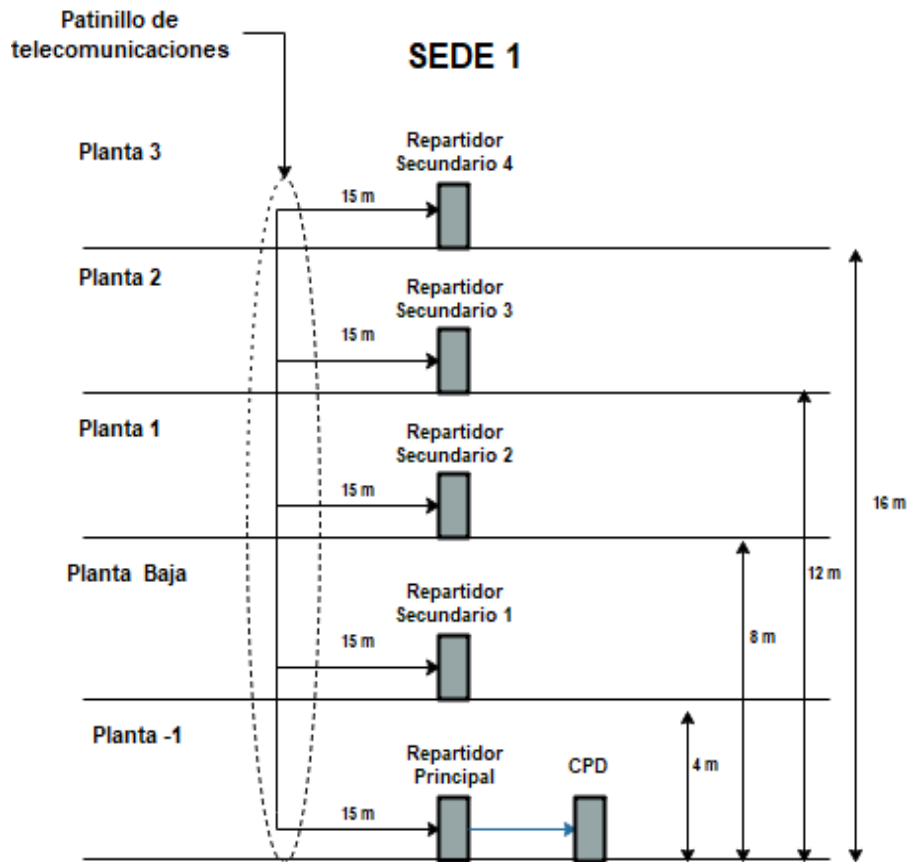 Patinillo de
telecomunicaciones
SEDE 1
Planta 3
Repartidor
Secundario 4
15 m
Planta 2
Repartidor
Secundario 3
15 m
Planta 1
Repartidor
Secundario 2
15 m
16 m
Planta Baja
12 m
Repartidor
Secundario 1
8 m
15 m
Planta -1
Repartidor
Principal
CPD
4 m
15 m